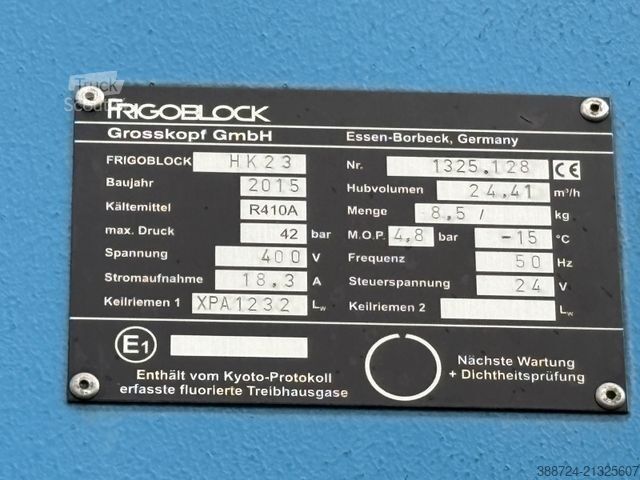 Truck
Scout
FRIGOBLOCK
Grosskopf GmbH Essen-Borbeck, Germany
FRIGOBLOCK HK23 Nr. 1325.128 CE
Baujahr 2015 Hubvolumen 24.41 m³/h
Kältemittel R410A Menge 8,5 / kg
max. Druck 42 bar M.O.P. 4,8 bar -15 °C
Spannung 400 V Frequenz 50 Hz
Stromaufnahme 18.3 A Steuerspannung 24 V
Keilriemen 1 XPA1232 Lw Keilriemen 2 Lw
E1
Enthält vom Kyoto-Protokoll
erfasste fluorierte Treibhausgase
Nächste Wartung
+ Dichtheitsprüfung
388724-21325607